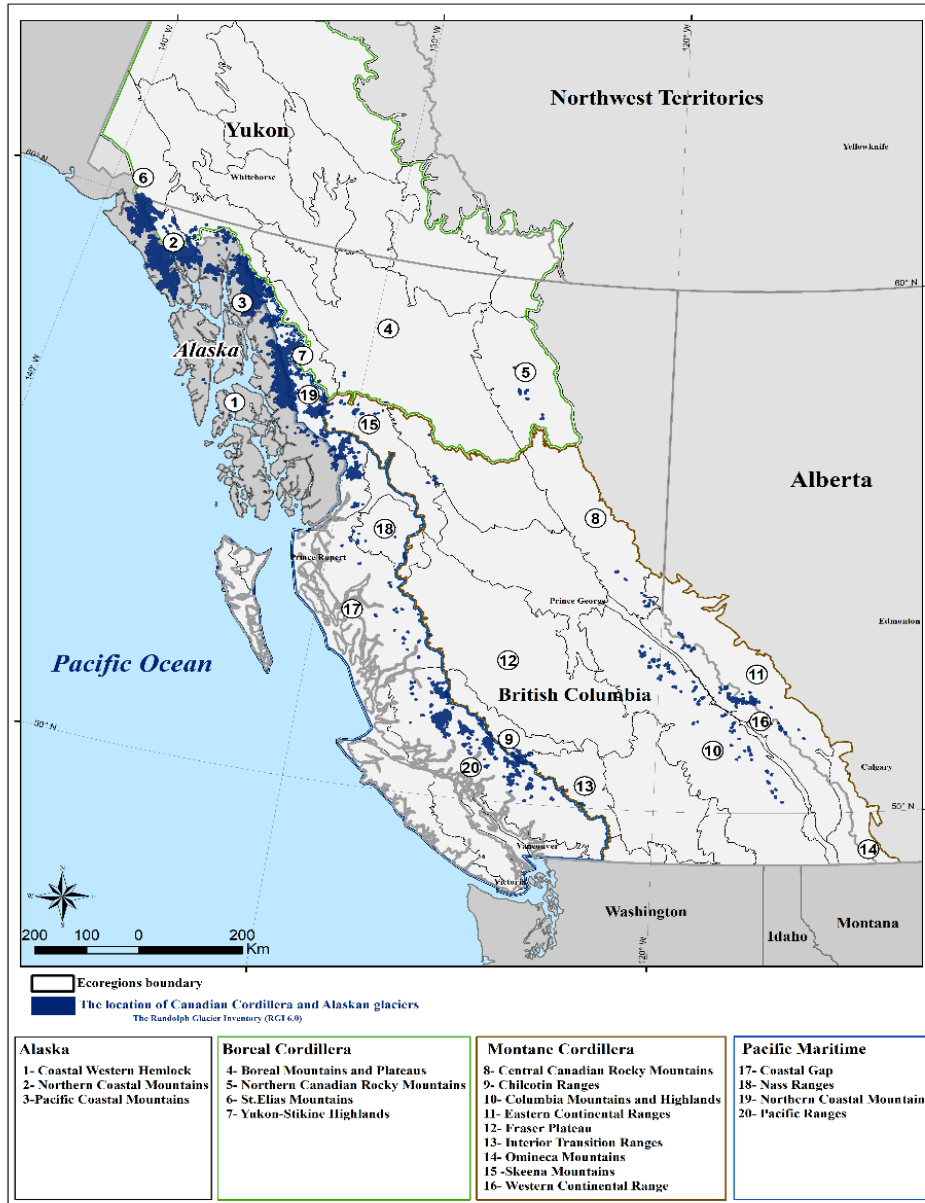 140° W
130° W
120° W
Northwest Territories
Yukon
Yellowknife
Whitehorse
60° N
6
2
60° N
3
4
Alaska
7
5
140° W
19
1
15
Alberta
8
18
Prince Rupert
Prince George
17
Edmonton
Pacific Ocean
12
11
British Columbia
16
50° N
9
10
20
Calgary
13
50° N
14
Vancouver
Victoria
N
W
E
S
Washington
Montana
Idaho
200 100 0 200
Km
120° W
Ecoregions boundary
The location of Canadian Cordillera and Alaskan glaciers
The Randolph Glacier Inventory (RGI 6.0)
Alaska
1- Coastal Western Hemlock
2- Northern Coastal Mountains
3-Pacific Coastal Mountains
Boreal Cordillera
4- Boreal Mountains and Plateaus
5- Northern Canadian Rocky Mountains
6- St.Elias Mountains
7- Yukon-Stikine Highlands
Montane Cordillera
8- Central Canadian Rocky Mountains
9- Chilcotin Ranges
10- Columbia Mountains and Highlands
11- Eastern Continental Ranges
12- Fraser Plateau
13- Interior Transition Ranges
14- Omineca Mountains
15 -Skeena Mountains
16- Western Continental Range
Pacific Maritime
17- Coastal Gap
18- Nass Ranges
19- Northern Coastal Mountain
20- Pacific Ranges